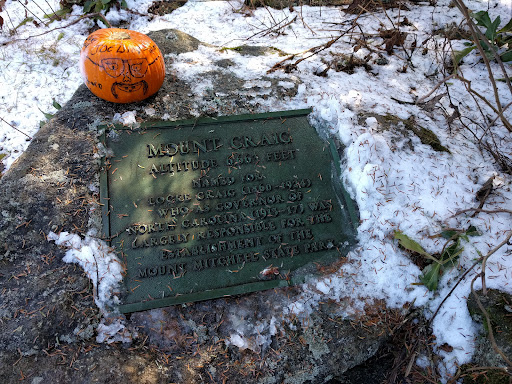 MOUNT CRAIG
ALTITUDE FEET
NAMED FOR
LOCKE CRAIG (1860-1924)
WHO AS GOVERNOR OF
NORTH CAROLINA (1913-17) WAS
LARGELY RESPONSIBLE FOR THE
ESTABLISHMENT OF THE
MOUNT MITCHELL STATE PARK